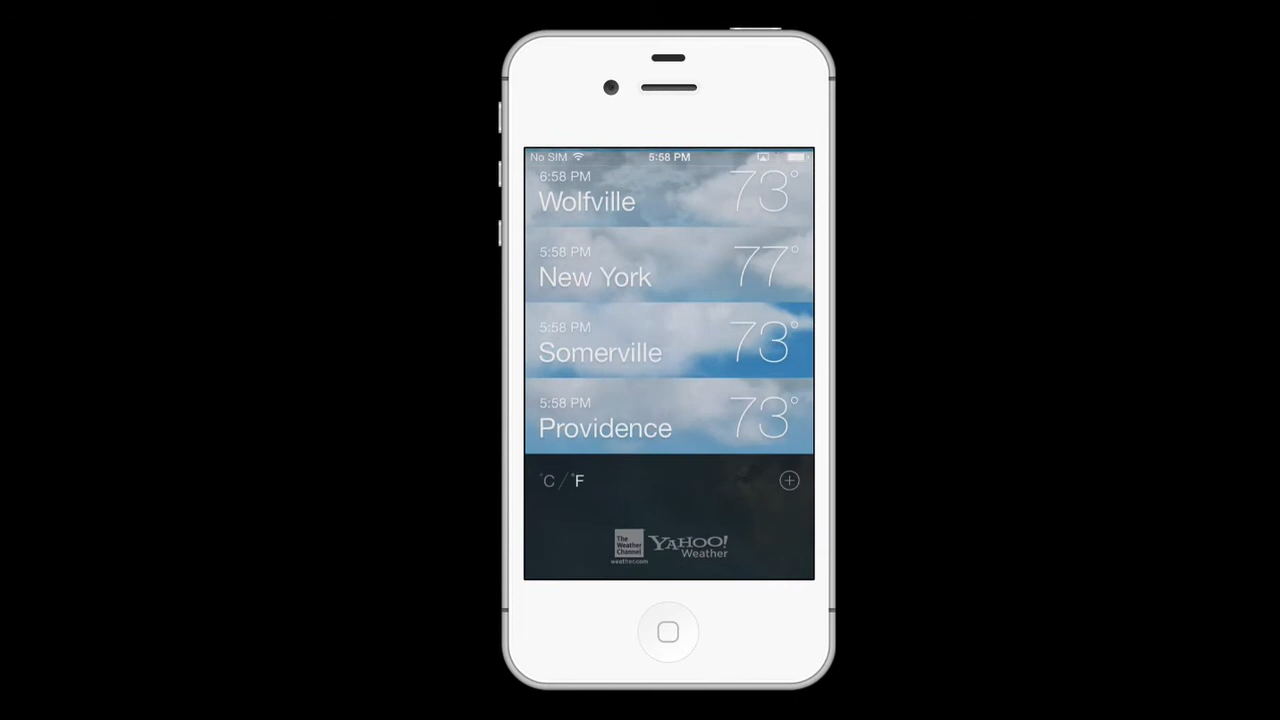 No SIM 5:58 PM
6:58 PM
Wolfville 73°
5:58 PM
New York 77°
5:58 PM
Somerville 73°
5:58 PM
Providence 73°
°C / °F
The
Weather
Channel
weather.com
YAHOO!
Weather